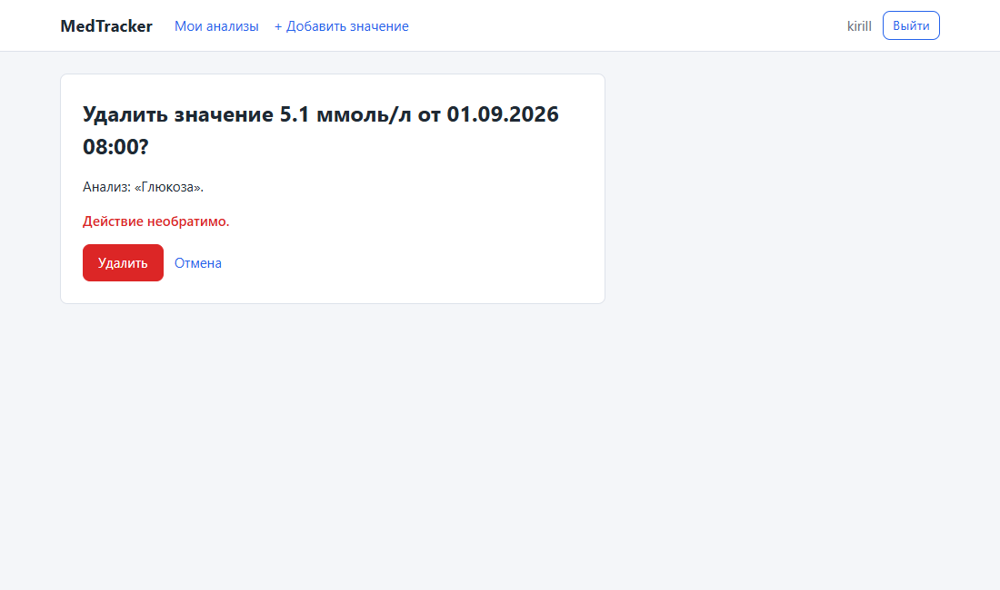 MedTracker Мои анализы + Добавить значение kirill Выйти
Удалить значение 5.1 ммоль/л от 01.09.2026
08:00?
Анализ: «Глюкоза».
Действие необратимо.
Удалить Отмена